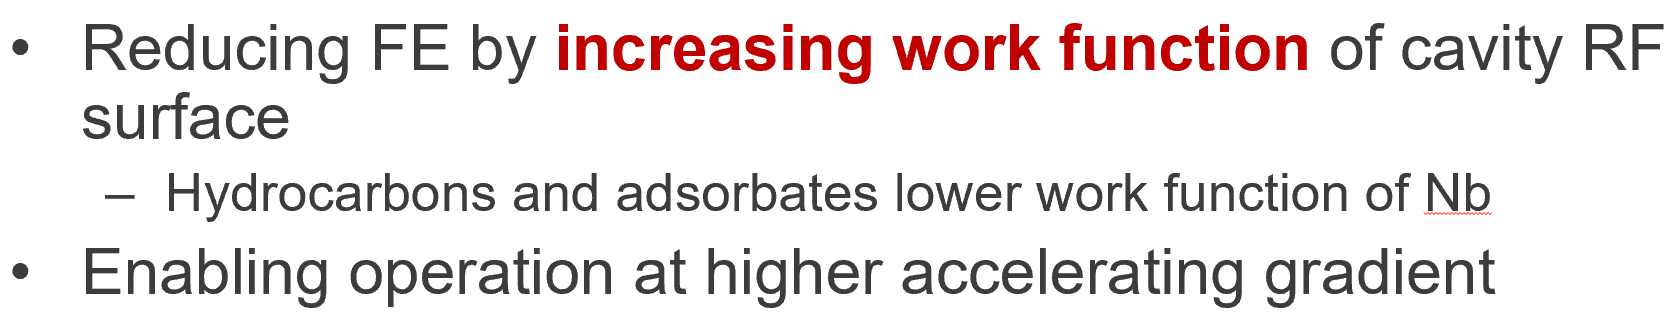 • Reducing FE by increasing work function of cavity RF
surface
– Hydrocarbons and adsorbates lower work function of Nb
• Enabling operation at higher accelerating gradient